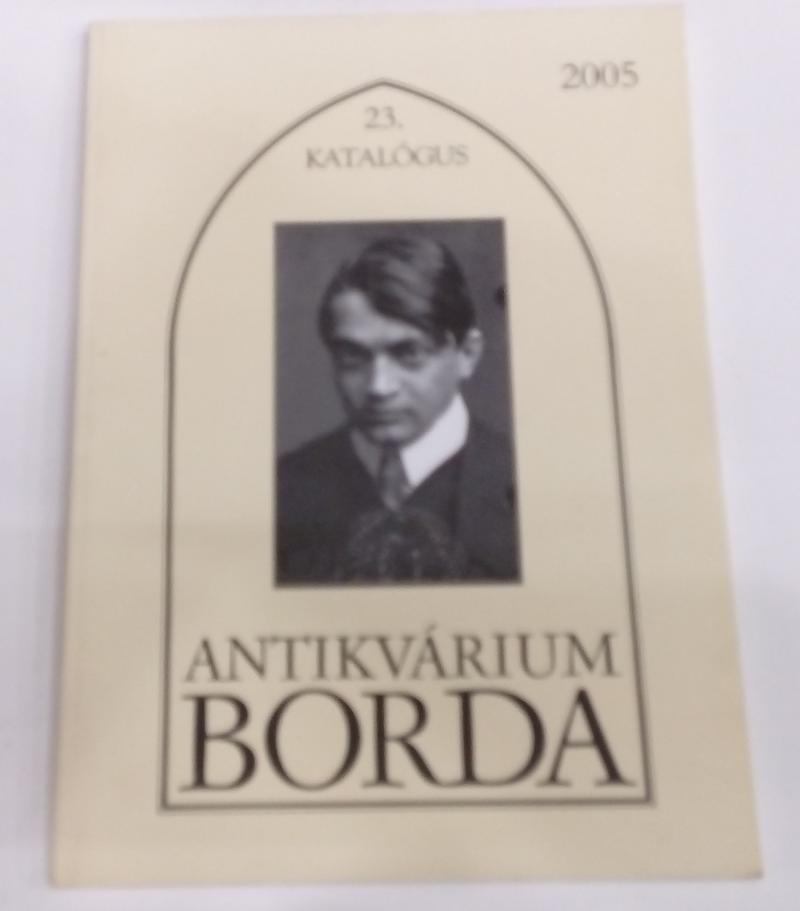 2005
23.
KATALÓGUS
ANTIKVÁRIUM
BORDA